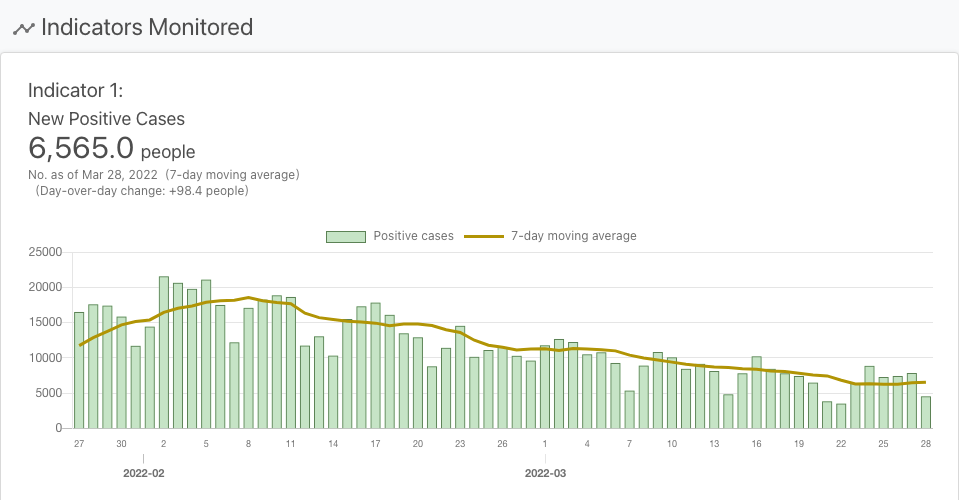 Indicators Monitored
Indicator 1:
New Positive Cases
6,565.0 people
No. as of Mar 28, 2022 (7-day moving average)
(Day-over-day change: +98.4 people)
Positive cases 7-day moving average
25000
20000
15000
10000
5000
0
27 30 2 5 8 11 14 17 20 23 26 1 4 7 10 13 16 19 22 25 28
2022-02 2022-03